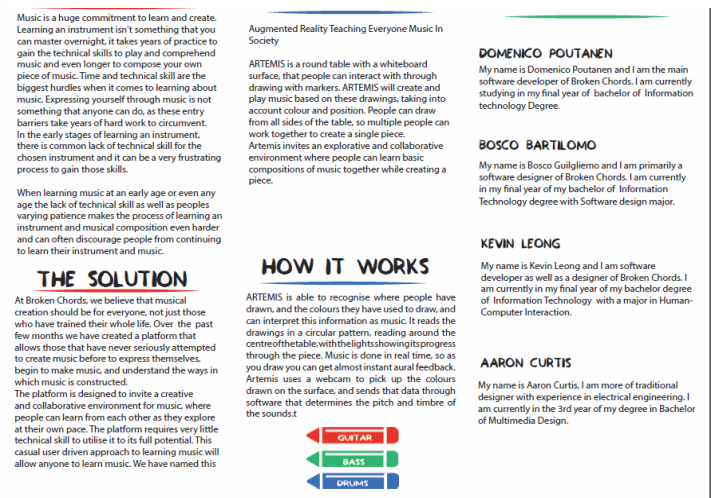 Music is a huge commitment to learn and create.
Learning an instrument isn't something that you
can master overnight, it takes years of practice to
gain the technical skills to play and comprehend
music and even longer to compose your own
piece of music. Time and technical skill are the
biggest hurdles when it comes to learning about
music. Expressing yourself through music is not
something that anyone can do, as these entry
barriers take years of hard work to circumvent.
In the early stages of learning an instrument,
there is common lack of technical skill for the
chosen instrument and it can be a very frustrating
process to gain those skills.
When learning music at an early age or even any
age the lack of technical skill as well as peoples
varying patience makes the process of learning an
instrument and musical composition even harder
and can often discourage people from continuing
to learn their instrument and music.
THE SOLUTION
At Broken Chords, we believe that musical
creation should be for everyone, not just those
who have trained their whole life. Over the past
few months we have created a platform that
allows those that have never seriously attempted
to create music before to express themselves,
begin to make music, and understand the ways in
which music is constructed.
The platform is designed to invite a creative
and collaborative environment for music, where
people can learn from each other as they explore
at their own pace. The platform requires very little
technical skill to utilise it to its full potential. This
casual user driven approach to learning music will
allow anyone to learn music. We have named this
Augmented Reality Teaching Everyone Music In
Society
ARTEMIS is a round table with a whiteboard
surface, that people can interact with through
drawing with markers. ARTEMIS will create and
play music based on these drawings, taking into
account colour and position. People can draw
from all sides of the table, so multiple people can
work together to create a single piece.
Artemis invites an explorative and collaborative
environment where people can learn basic
compositions of music together while creating a
piece.
HOW IT WORKS
ARTEMIS is able to recognise where people have
drawn, and the colours they have used to draw, and
can interpret this information as music. It reads the
drawings in a circular pattern, reading around the
centre of the table, with the lights showing its progress
through the piece. Music is done in real time, so as
you draw you can get almost instant aural feedback.
Artemis uses a webcam to pick up the colours
drawn on the surface, and sends that data through
software that determines the pitch and timbre of
the sounds.t
GUITAR
BASS
DRUMS
DOMENICO POUTANEN
My name is Domenico Poutanen and I am the main
software developer of Broken Chords. I am currently
studying in my final year of bachelor of Information
technology Degree.
BOSCO BARTILOMO
My name is Bosco Guilgliemo and I am primarily a
software designer of Broken Chords. I am currently
in my final year of my bachelor of Information
Technology degree with Software design major.
KEVIN LEONG
My name is Kevin Leong and I am software
developer as well as a designer of Broken Chords. I
am currently in my final year of my bachelor degree
of Information Technology with a major in Human-
Computer Interaction.
AARON CURTIS
My name is Aaron Curtis, I am more of traditional
designer with experience in electrical engineering. I
am currently in the 3rd year of my degree in Bachelor
of Multimedia Design.